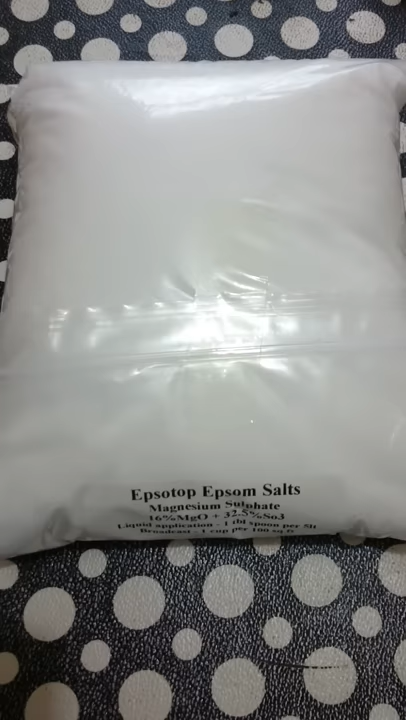 Epsotop Epsom Salts
Magnesium Sulphate
16%MgO + 32.5%So3
Liquid application - 1 tbl spoon per 5lt
Broadcast - 1 cup per 100 sq ft